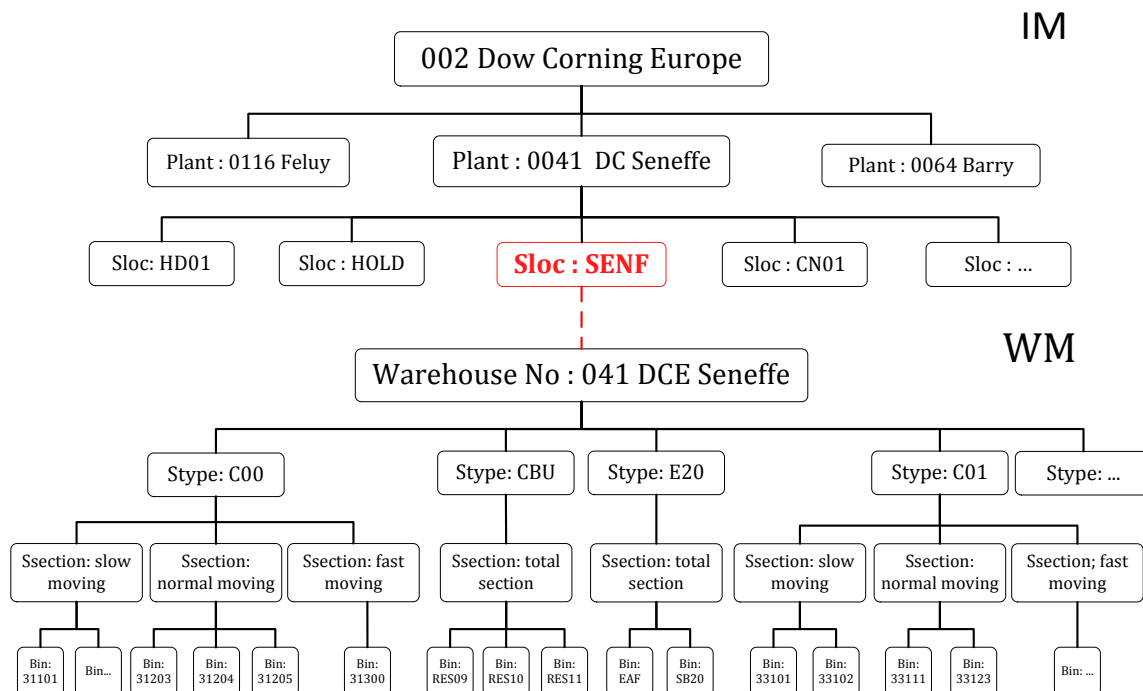 IM
002 Dow Corning Europe
Plant : 0116 Feluy
Plant : 0041 DC Seneffe
Plant : 0064 Barry
Sloc: HD01
Sloc : HOLD
Sloc : SENF
Sloc : CN01
Sloc : ...
WM
Warehouse No : 041 DCE Seneffe
Stype: C00
Stype: CBU
Stype: E20
Stype: C01
Stype: ...
Ssection: slow
moving
Ssection:
normal moving
Ssection: fast
moving
Ssection: total
section
Ssection: total
section
Ssection: slow
moving
Ssection:
normal moving
Ssection; fast
moving
Bin:
31101
Bin...
Bin:
31203
Bin:
31204
Bin:
31205
Bin:
31300
Bin:
RES09
Bin:
RES10
Bin:
RES11
Bin:
EAF
Bin:
SB20
Bin:
33101
Bin:
33102
Bin:
33111
Bin:
33123
Bin: ...